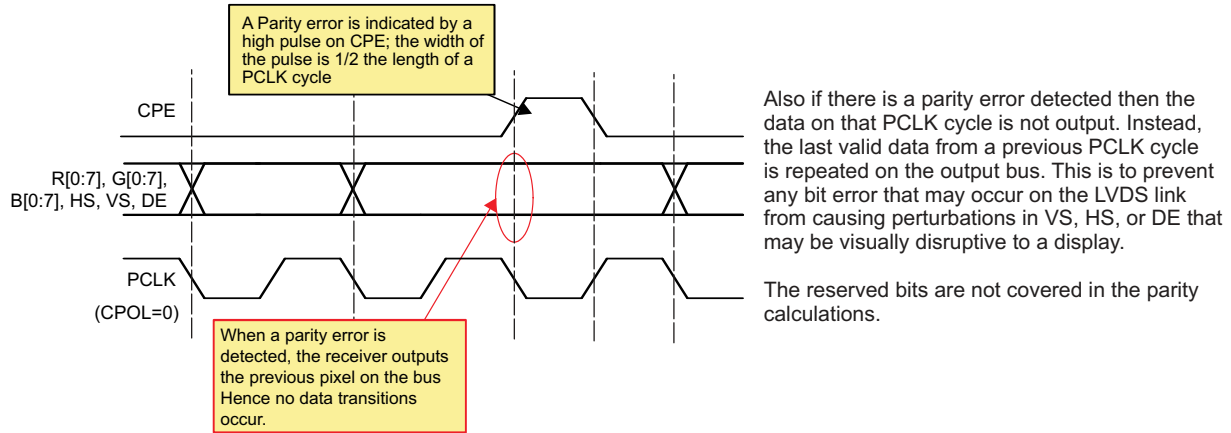 A Parity error is indicated by a
high pulse on CPE; the width of
the pulse is 1/2 the length of a
PCLK cycle
CPE
R[0:7], G[0:7],
B[0:7], HS, VS, DE
PCLK
(CPOL=0)
When a parity error is
detected, the receiver outputs
the previous pixel on the bus
Hence no data transitions
occur.
Also if there is a parity error detected then the
data on that PCLK cycle is not output. Instead,
the last valid data from a previous PCLK cycle
is repeated on the output bus. This is to prevent
any bit error that may occur on the LVDS link
from causing perturbations in VS, HS, or DE that
may be visually disruptive to a display.
The reserved bits are not covered in the parity
calculations.